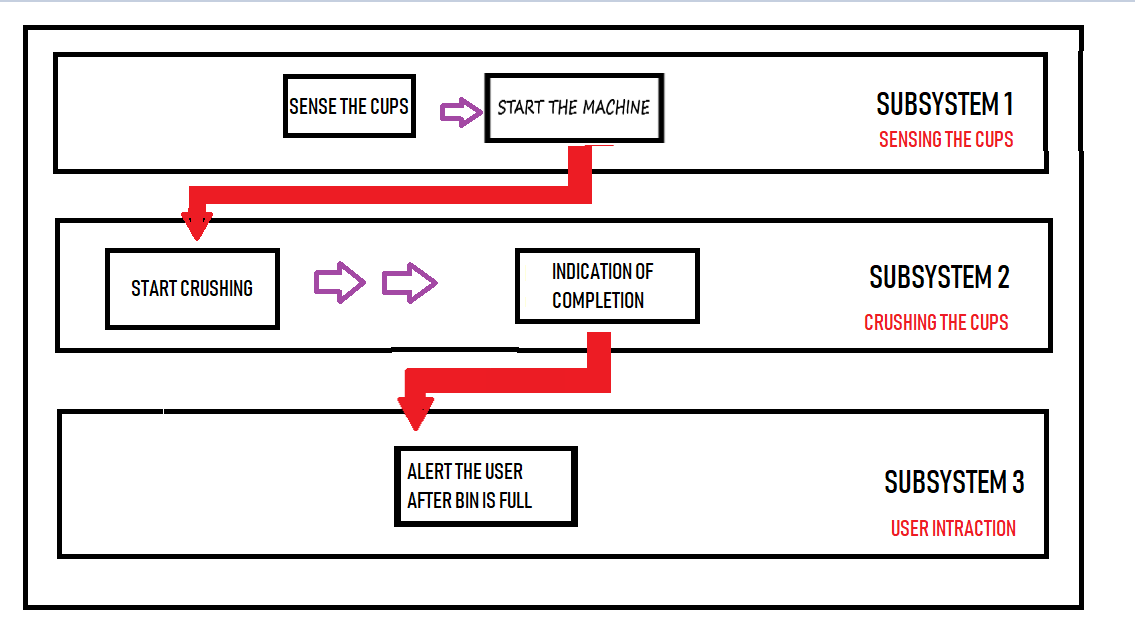 SENSE THE CUPS
START THE MACHINE
SUBSYSTEM 1
SENSING THE CUPS
START CRUSHING
INDICATION OF
COMPLETION
SUBSYSTEM 2
CRUSHING THE CUPS
ALERT THE USER
AFTER BIN IS FULL
SUBSYSTEM 3
USER INTRACTION